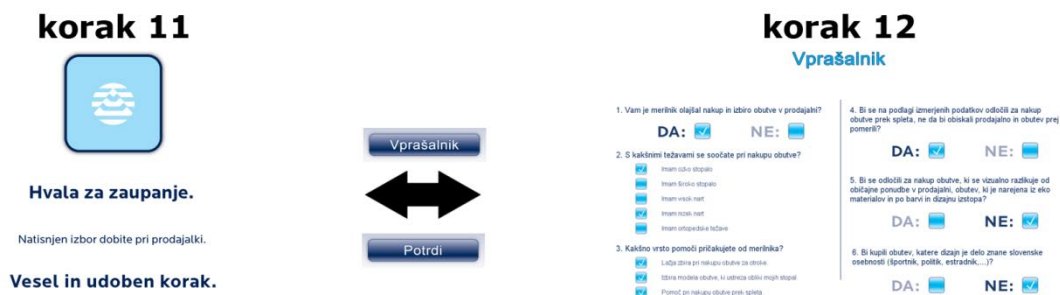 korak 11
Hvala za zaupanje.
Natisnjen izbor dobite pri prodajalki.
Vesel in udoben korak.
Vprašalnik
Potrdi
korak 12
Vprašalnik
1. Vam je merilnik olajšal nakup in izbiro obutve v prodajalni?
DA: NE:
2. S kakšnimi težavami se soočate pri nakupu obutve?
Imam ozko stopalo
Imam široko stopalo
Imam visok nart
Imam nizek nart
Imam ortopedske težave
3. Kakšno vrsto pomoči pričakujete od merilnika?
Lažja zbira pri nakupu obutve za otroke.
Izbira modela obutve, ki ustreza obliki mojih stopal
Pomoč pri nakupu obutve prek spleta.
4. Bi se na podlagi izmerjenih podatkov odločili za nakup
obutve prek spleta, ne da bi obiskali prodajalno in obutev prej
pomerili?
DA: NE:
5. Bi se odločili za nakup obutve, ki se vizualno razlikuje od
običajne ponudbe v prodajalni, obutev, ki je narejena iz eko
materialov in po barvi in dizajnu izstopa?
DA: NE:
6. Bi kupili obutev, katere dizajn je delo znane slovenske
osebnosti (športnik, politik, estradnik,...)?
DA: NE: